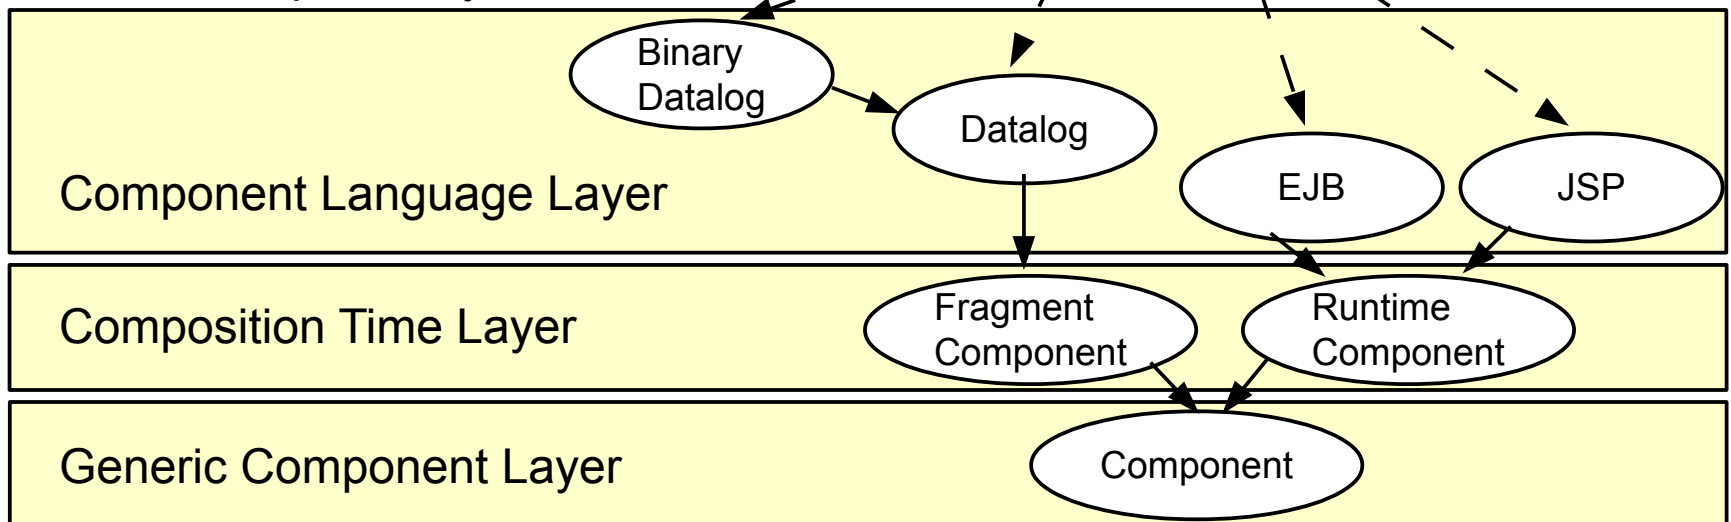 Binary
Datalog
Datalog
EJB
JSP
Component Language Layer
Fragment
Component
Runtime
Component
Composition Time Layer
Component
Generic Component Layer